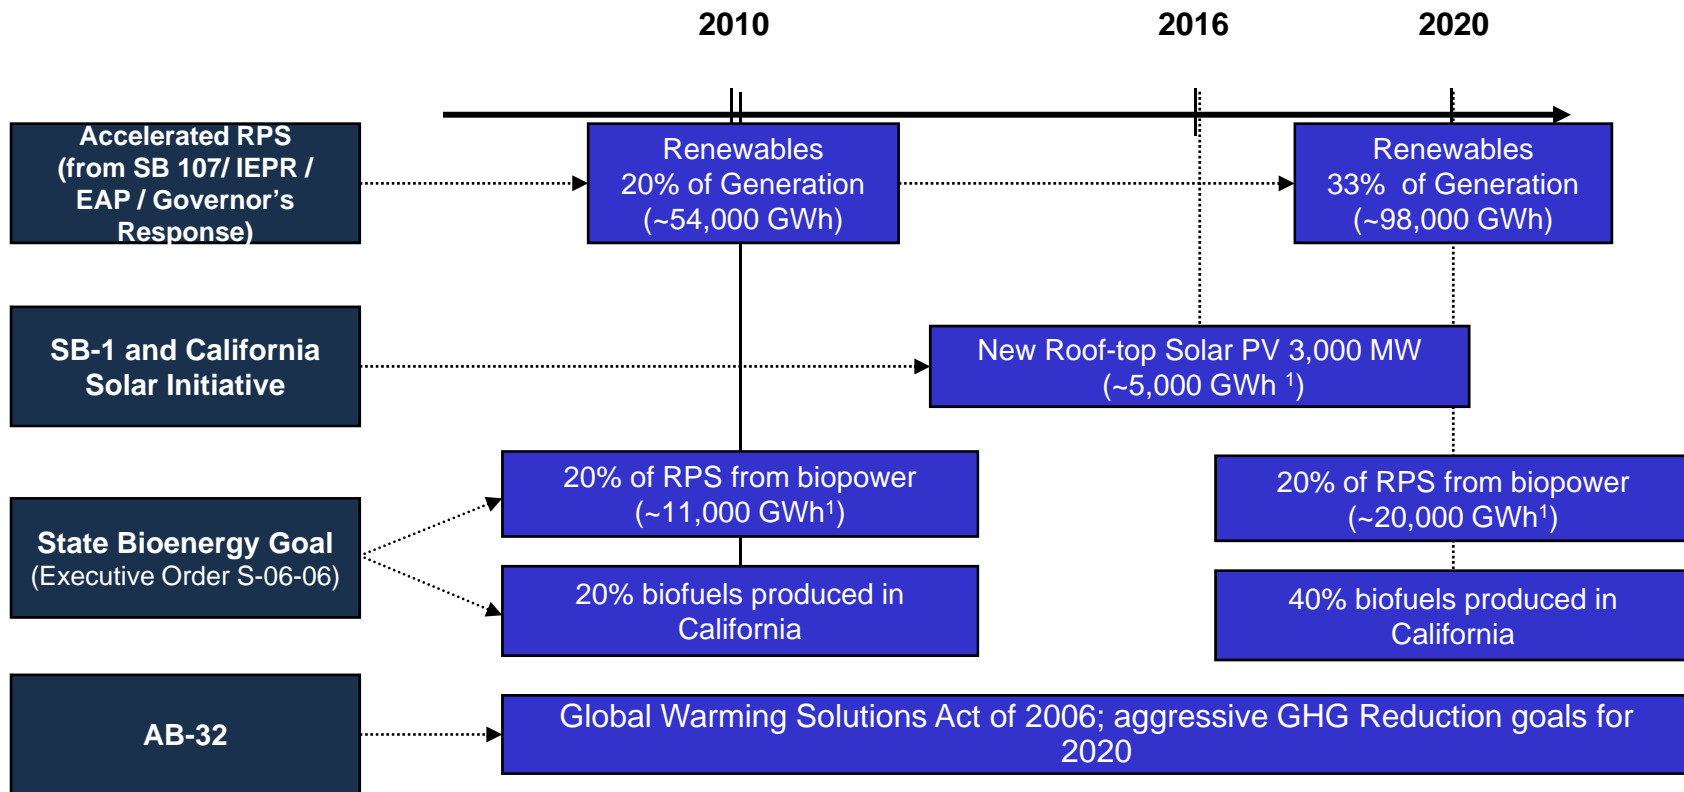 2010
2016
2020
Accelerated RPS
(from SB 107/ IEPR /
EAP / Governor's
Response)
Renewables
20% of Generation
(~54,000 GWh)
Renewables
33% of Generation
(~98,000 GWh)
SB-1 and California
Solar Initiative
New Roof-top Solar PV 3,000 MW
(~5,000 GWh ¹)
State Bioenergy Goal
(Executive Order S-06-06)
20% of RPS from biopower
(~11,000 GWh¹)
20% of RPS from biopower
(~20,000 GWh¹)
20% biofuels produced in
California
40% biofuels produced in
California
AB-32
Global Warming Solutions Act of 2006; aggressive GHG Reduction goals for
2020